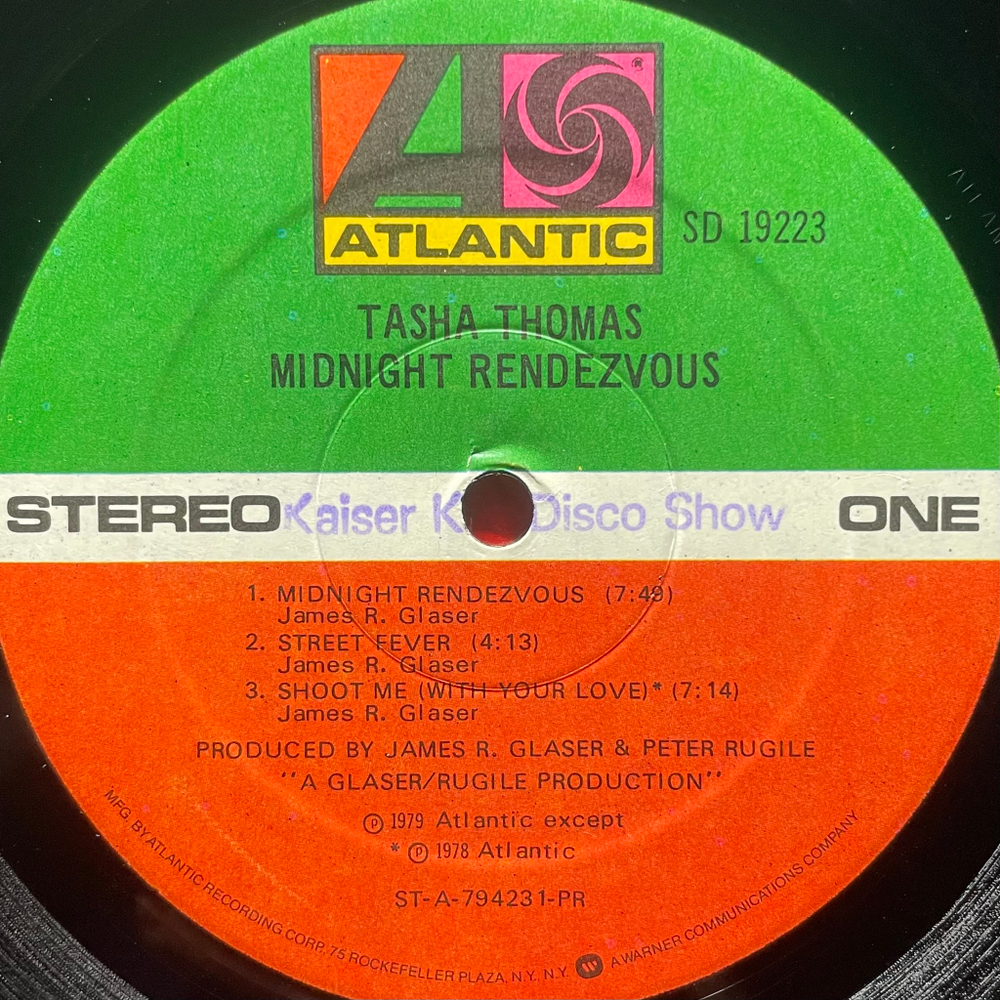 ATLANTIC
SD 19223
TASHA THOMAS
MIDNIGHT RENDEZVOUS
STEREO Kaiser K Disco Show ONE
1. MIDNIGHT RENDEZVOUS (7:49)
James R. Glaser
2. STREET FEVER (4:13)
James R. Glaser
3. SHOOT ME (WITH YOUR LOVE)* (7:14)
James R. Glaser
PRODUCED BY JAMES R. GLASER & PETER RUGILE
"A GLASER/RUGILE PRODUCTION"
℗ 1979 Atlantic except
* ℗ 1978 Atlantic
ST-A-794231-PR
MFG. BY ATLANTIC RECORDING CORP. 75 ROCKEFELLER PLAZA, N.Y. N.Y. A WARNER COMMUNICATIONS COMPANY